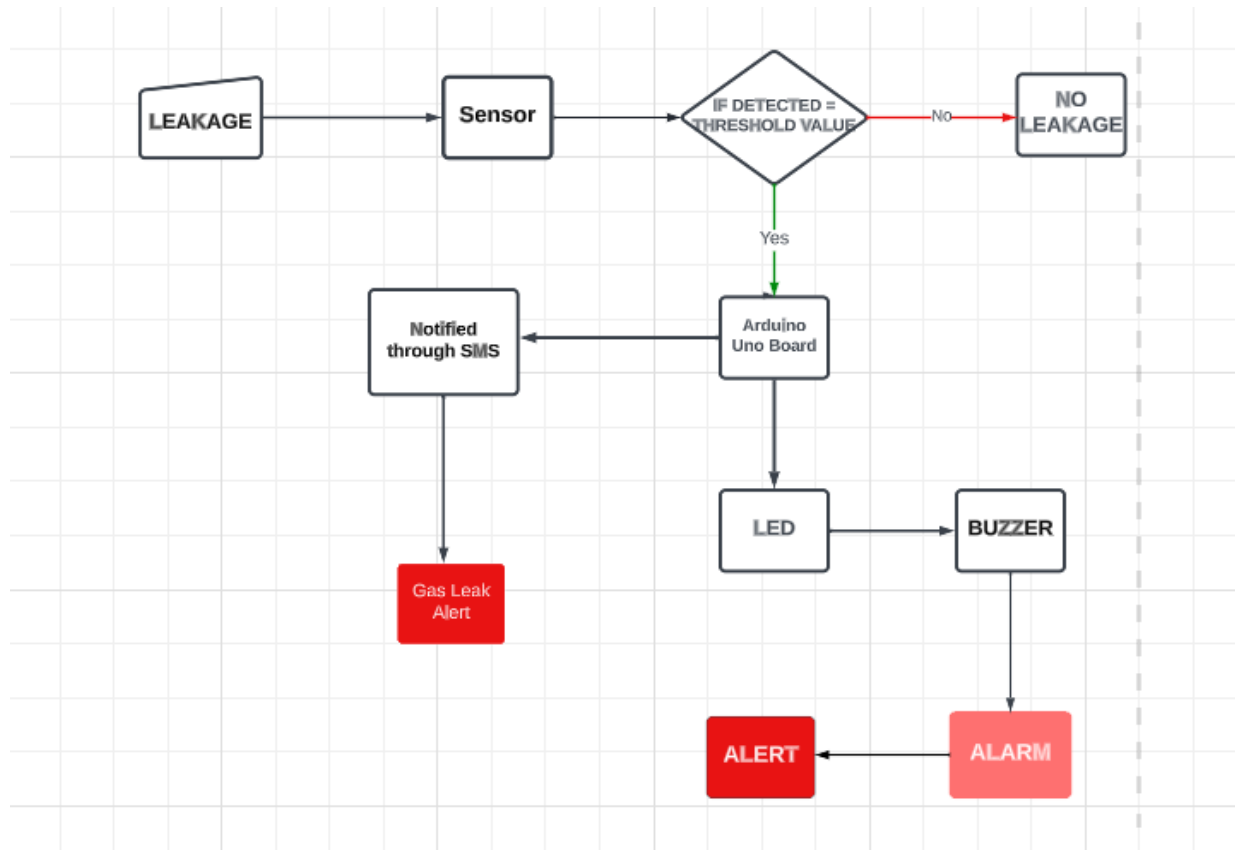 LEAKAGE
Sensor
IF DETECTED =
THRESHOLD VALUE
No
NO
LEAKAGE
Yes
Notified
through SMS
Arduino
Uno Board
LED
BUZZER
Gas Leak
Alert
ALERT
ALARM